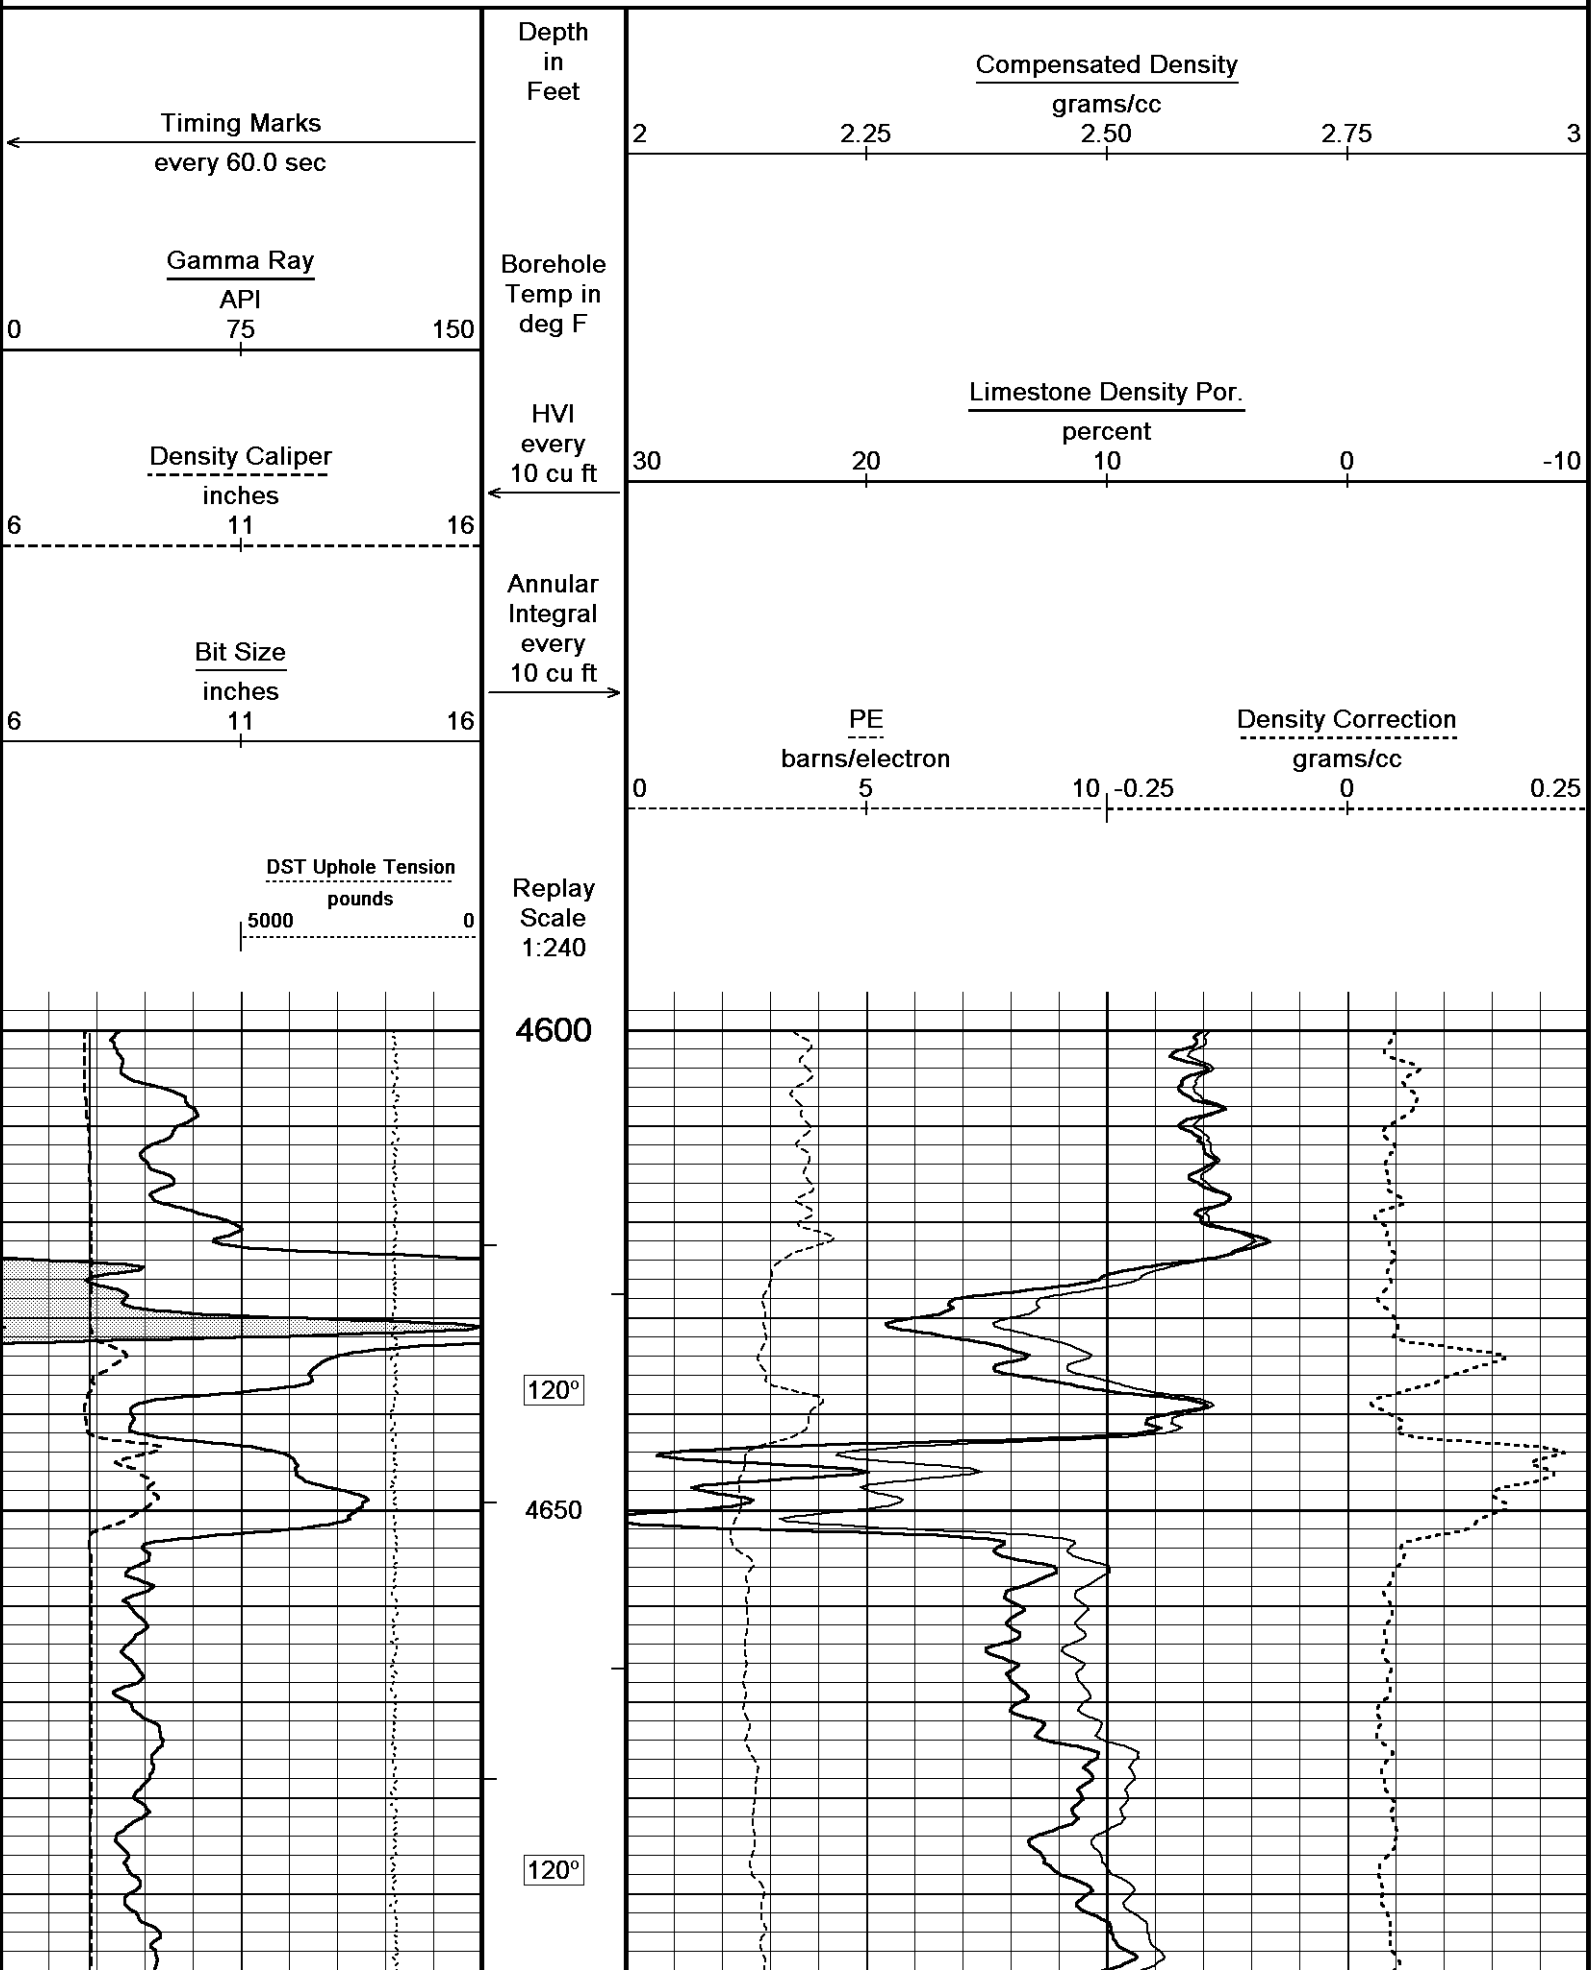 Timing Marks
every 60.0 sec
Gamma Ray
API
0 75 150
Density Caliper
inches
6 11 16
Bit Size
inches
6 11 16
DST Uphole Tension
pounds
5000 0
Depth
in
Feet
Borehole
Temp in
deg F
HVI
every
10 cu ft
Annular
Integral
every
10 cu ft
Replay
Scale
1:240
Compensated Density
grams/cc
2 2.25 2.50 2.75 3
Limestone Density Por.
percent
30 20 10 0 -10
PE
barns/electron
0 5 10
Density Correction
grams/cc
-0.25 0 0.25
4600
120º
4650
120º